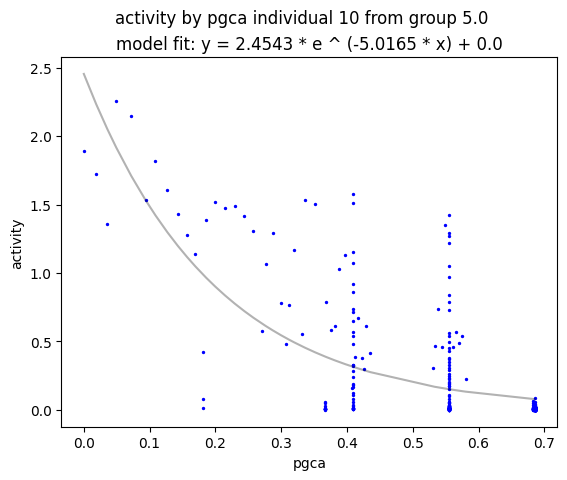 activity by pgca individual 10 from group 5.0
model fit: y = 2.4543 * e ^ (-5.0165 * x) + 0.0
2.5
2.0
1.5
1.0
0.5
0.0
activity
0.0 0.1 0.2 0.3 0.4 0.5 0.6 0.7
pgca